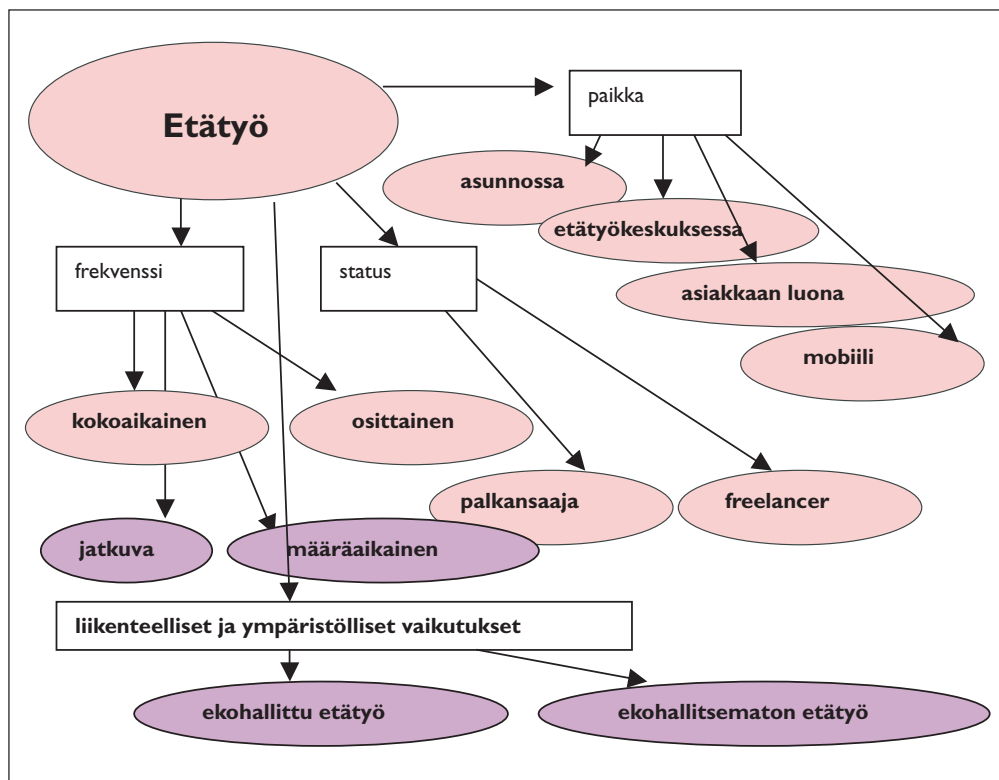 Etätyö
paikka
asunnossa
etätyökeskuksessa
asiakkaan luona
mobiili
frekvenssi
status
kokoaikainen
osittainen
palkansaaja
freelancer
jatkuva
määräaikainen
liikenteelliset ja ympäristölliset vaikutukset
ekohallittu etätyö
ekohallitsematon etätyö